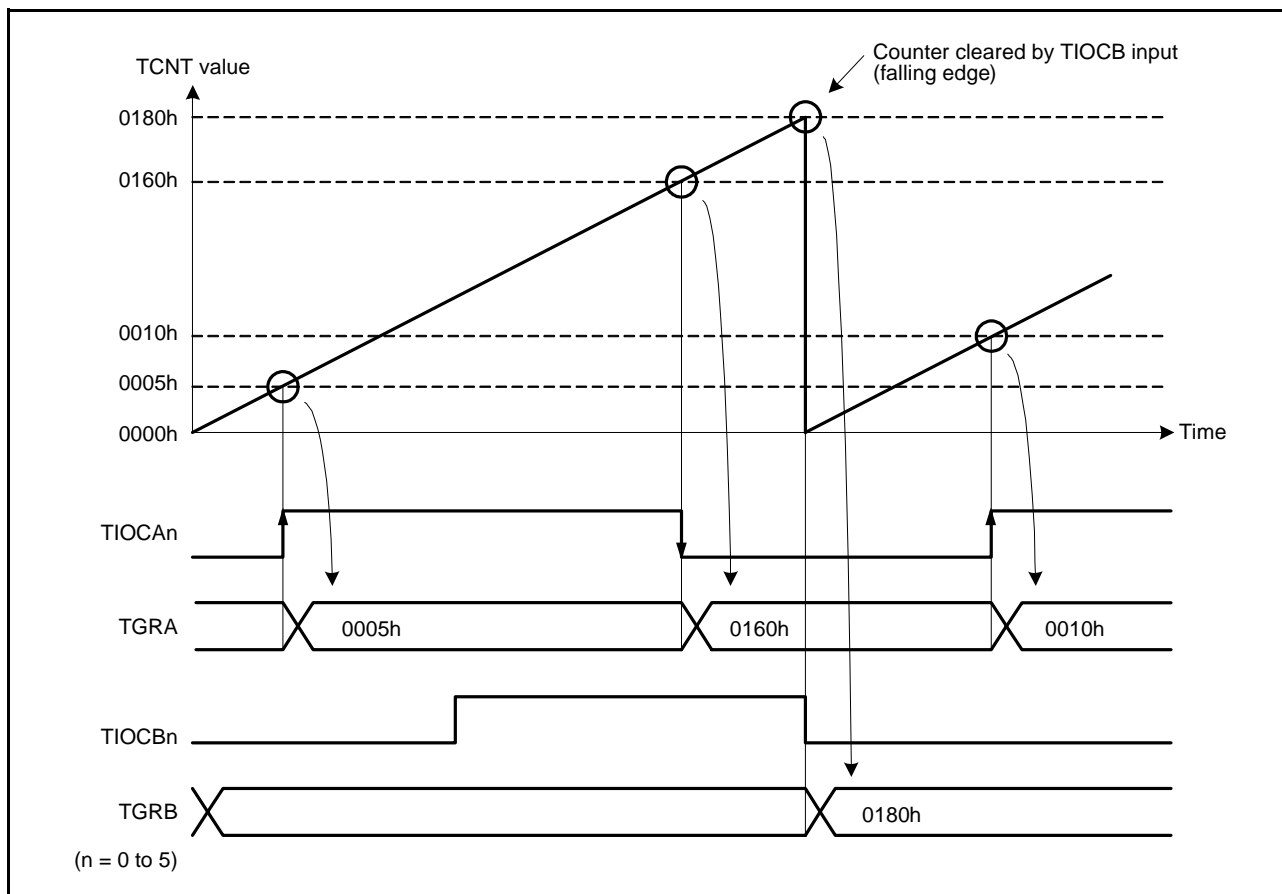 Counter cleared by TIOCB input
(falling edge)
TCNT value
0180h
0160h
0010h
0005h
0000h
Time
TIOCAn
TGRA
0005h
0160h
0010h
TIOCBn
TGRB
0180h
(n = 0 to 5)